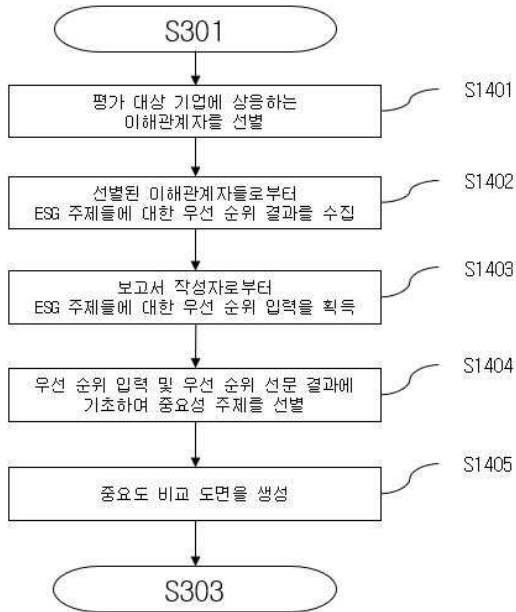 S301
평가 대상 기업에 상응하는
이해관계자를 선별
S1401
선별된 이해관계자들로부터
ESG 주제들에 대한 우선 순위 결과를 수집
S1402
보고서 작성자로부터
ESG 주제들에 대한 우선 순위 입력을 획득
S1403
우선 순위 입력 및 우선 순위 선문 결과에
기초하여 중요성 주제를 선별
S1404
중요도 비교 도면을 생성
S1405
S303